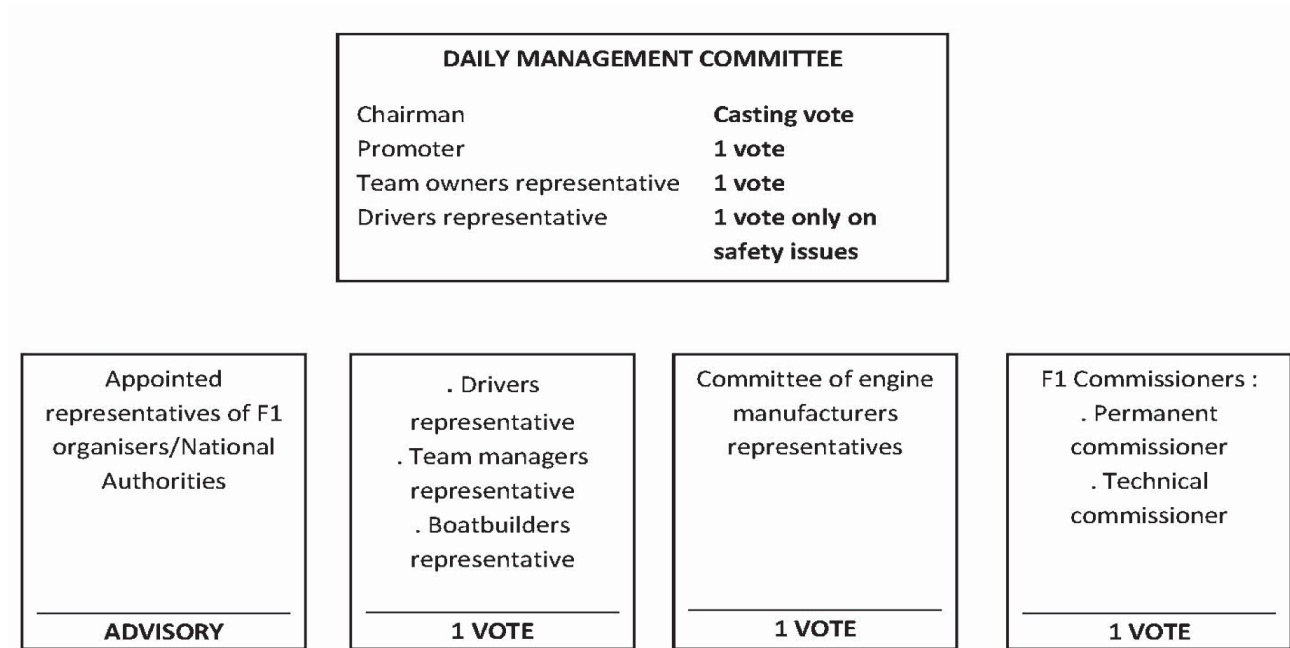 DAILY MANAGEMENT COMMITTEE
Chairman Casting vote
Promoter 1 vote
Team owners representative 1 vote
Drivers representative 1 vote only on
safety issues
Appointed
representatives of F1
organisers/National
Authorities
ADVISORY
. Drivers
representative
. Team managers
representative
. Boatbuilders
representative
1 VOTE
Committee of engine
manufacturers
representatives
1 VOTE
F1 Commissioners :
. Permanent
commissioner
. Technical
commissioner
1 VOTE